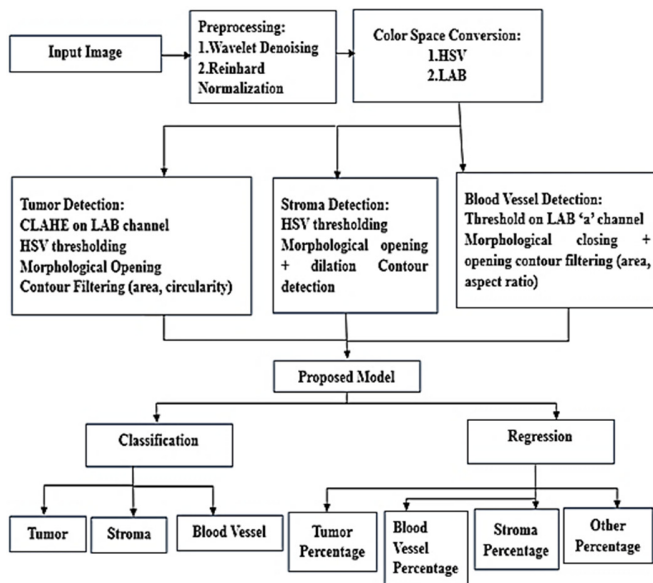 Input Image
Preprocessing:
1.Wavelet Denoising
2.Reinhard
Normalization
Color Space Conversion:
1.HSV
2.LAB
Tumor Detection:
CLAHE on LAB channel
HSV thresholding
Morphological Opening
Contour Filtering (area, circularity)
Stroma Detection:
HSV thresholding
Morphological opening
+ dilation Contour
detection
Blood Vessel Detection:
Threshold on LAB ‘a’ channel
Morphological closing +
opening contour filtering (area,
aspect ratio)
Proposed Model
Classification
Regression
Tumor
Stroma
Blood Vessel
Tumor
Percentage
Blood
Vessel
Percentage
Stroma
Percentage
Other
Percentage